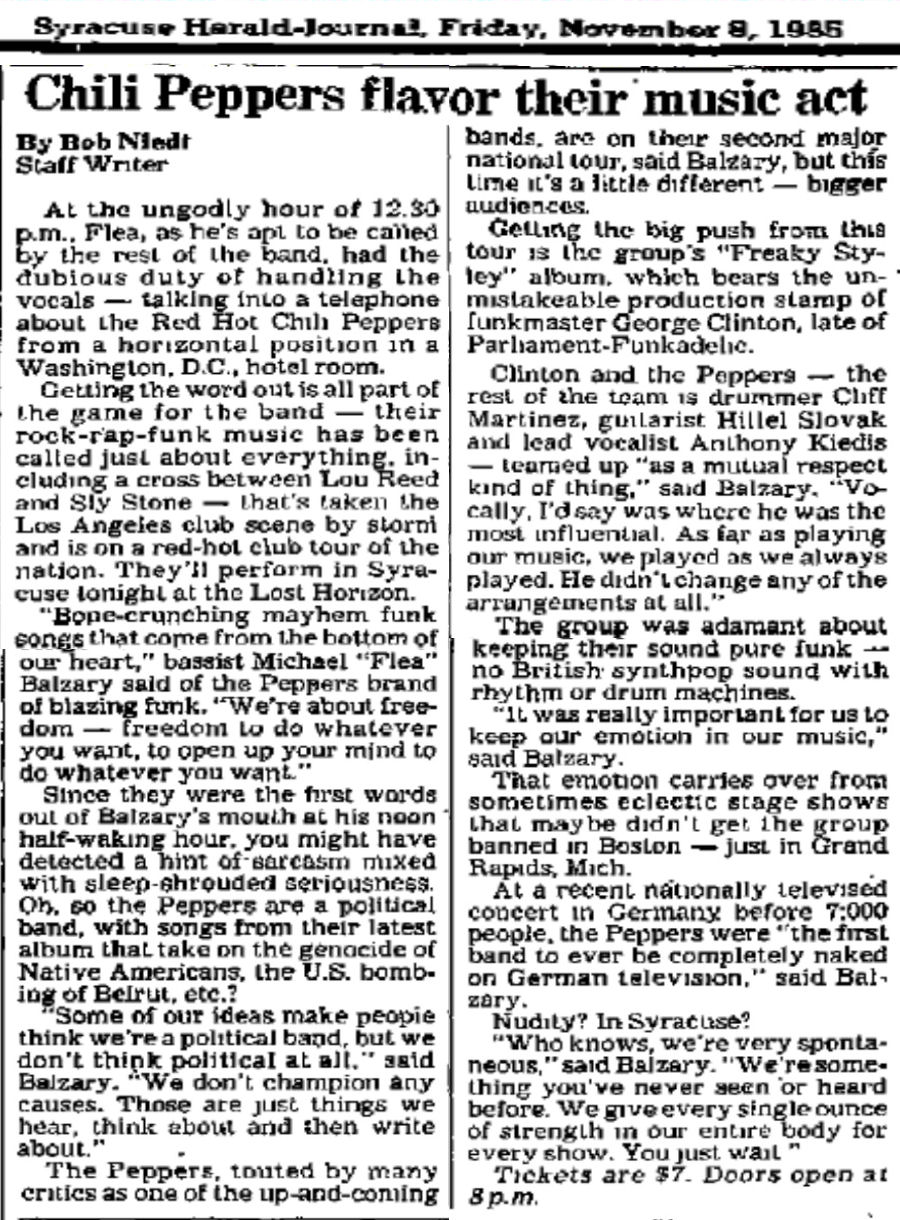 Syracuse Herald-Journal, Friday, November 8, 1985
Chili Peppers flavor their music act
By Bob Niedt
Staff Writer
At the ungodly hour of 12.30
p.m., Flea, as he's apt to be called
by the rest of the band, had the
dubious duty of handling the
vocals — talking into a telephone
about the Red Hot Chili Peppers
from a horizontal position in a
Washington, D.C., hotel room.
Getting the word out is all part of
the game for the band — their
rock-rap-funk music has been
called just about everything, in-
cluding a cross between Lou Reed
and Sly Stone — that's taken the
Los Angeles club scene by storm
and is on a red-hot club tour of the
nation. They'll perform in Syra-
cuse tonight at the Lost Horizon.
"Bone-crunching mayhem funk
songs that come from the bottom of
our heart," bassist Michael "Flea"
Balzary said of the Peppers brand
of blazing funk. "We're about free-
dom — freedom to do whatever
you want, to open up your mind to
do whatever you want."
Since they were the first words
out of Balzary's mouth at his noon
half-waking hour, you might have
detected a hint of sarcasm mixed
with sleep-shrouded seriousness.
Oh, so the Peppers are a political
band, with songs from their latest
album that take on the genocide of
Native Americans, the U.S. bomb-
ing of Beirut, etc.?
"Some of our ideas make people
think we're a political band, but we
don't think political at all," said
Balzary. "We don't champion any
causes. Those are just things we
hear, think about and then write
about."
The Peppers, touted by many
critics as one of the up-and-coming
bands, are on their second major
national tour, said Balzary, but this
time it's a little different — bigger
audiences.
Getting the big push from this
tour is the group's "Freaky Sty-
ley" album, which bears the un-
mistakeable production stamp of
funkmaster George Clinton, late of
Parliament-Funkadelic.
Clinton and the Peppers — the
rest of the team is drummer Cliff
Martinez, guitarist Hillel Slovak
and lead vocalist Anthony Kiedis
— teamed up "as a mutual respect
kind of thing," said Balzary. "Vo-
cally, I'd say was where he was the
most influential. As far as playing
our music, we played as we always
played. He didn't change any of the
arrangements at all."
The group was adamant about
keeping their sound pure funk —
no British synthpop sound with
rhythm or drum machines.
"It was really important for us to
keep our emotion in our music,"
said Balzary.
That emotion carries over from
sometimes eclectic stage shows
that maybe didn't get the group
banned in Boston — just in Grand
Rapids, Mich.
At a recent nationally televised
concert in Germany before 7,000
people, the Peppers were "the first
band to ever be completely naked
on German television," said Bal-
zary.
Nudity? In Syracuse?
"Who knows, we're very sponta-
neous," said Balzary. "We're some-
thing you've never seen or heard
before. We give every single ounce
of strength in our entire body for
every show. You just wait"
Tickets are $7. Doors open at
8 p.m.